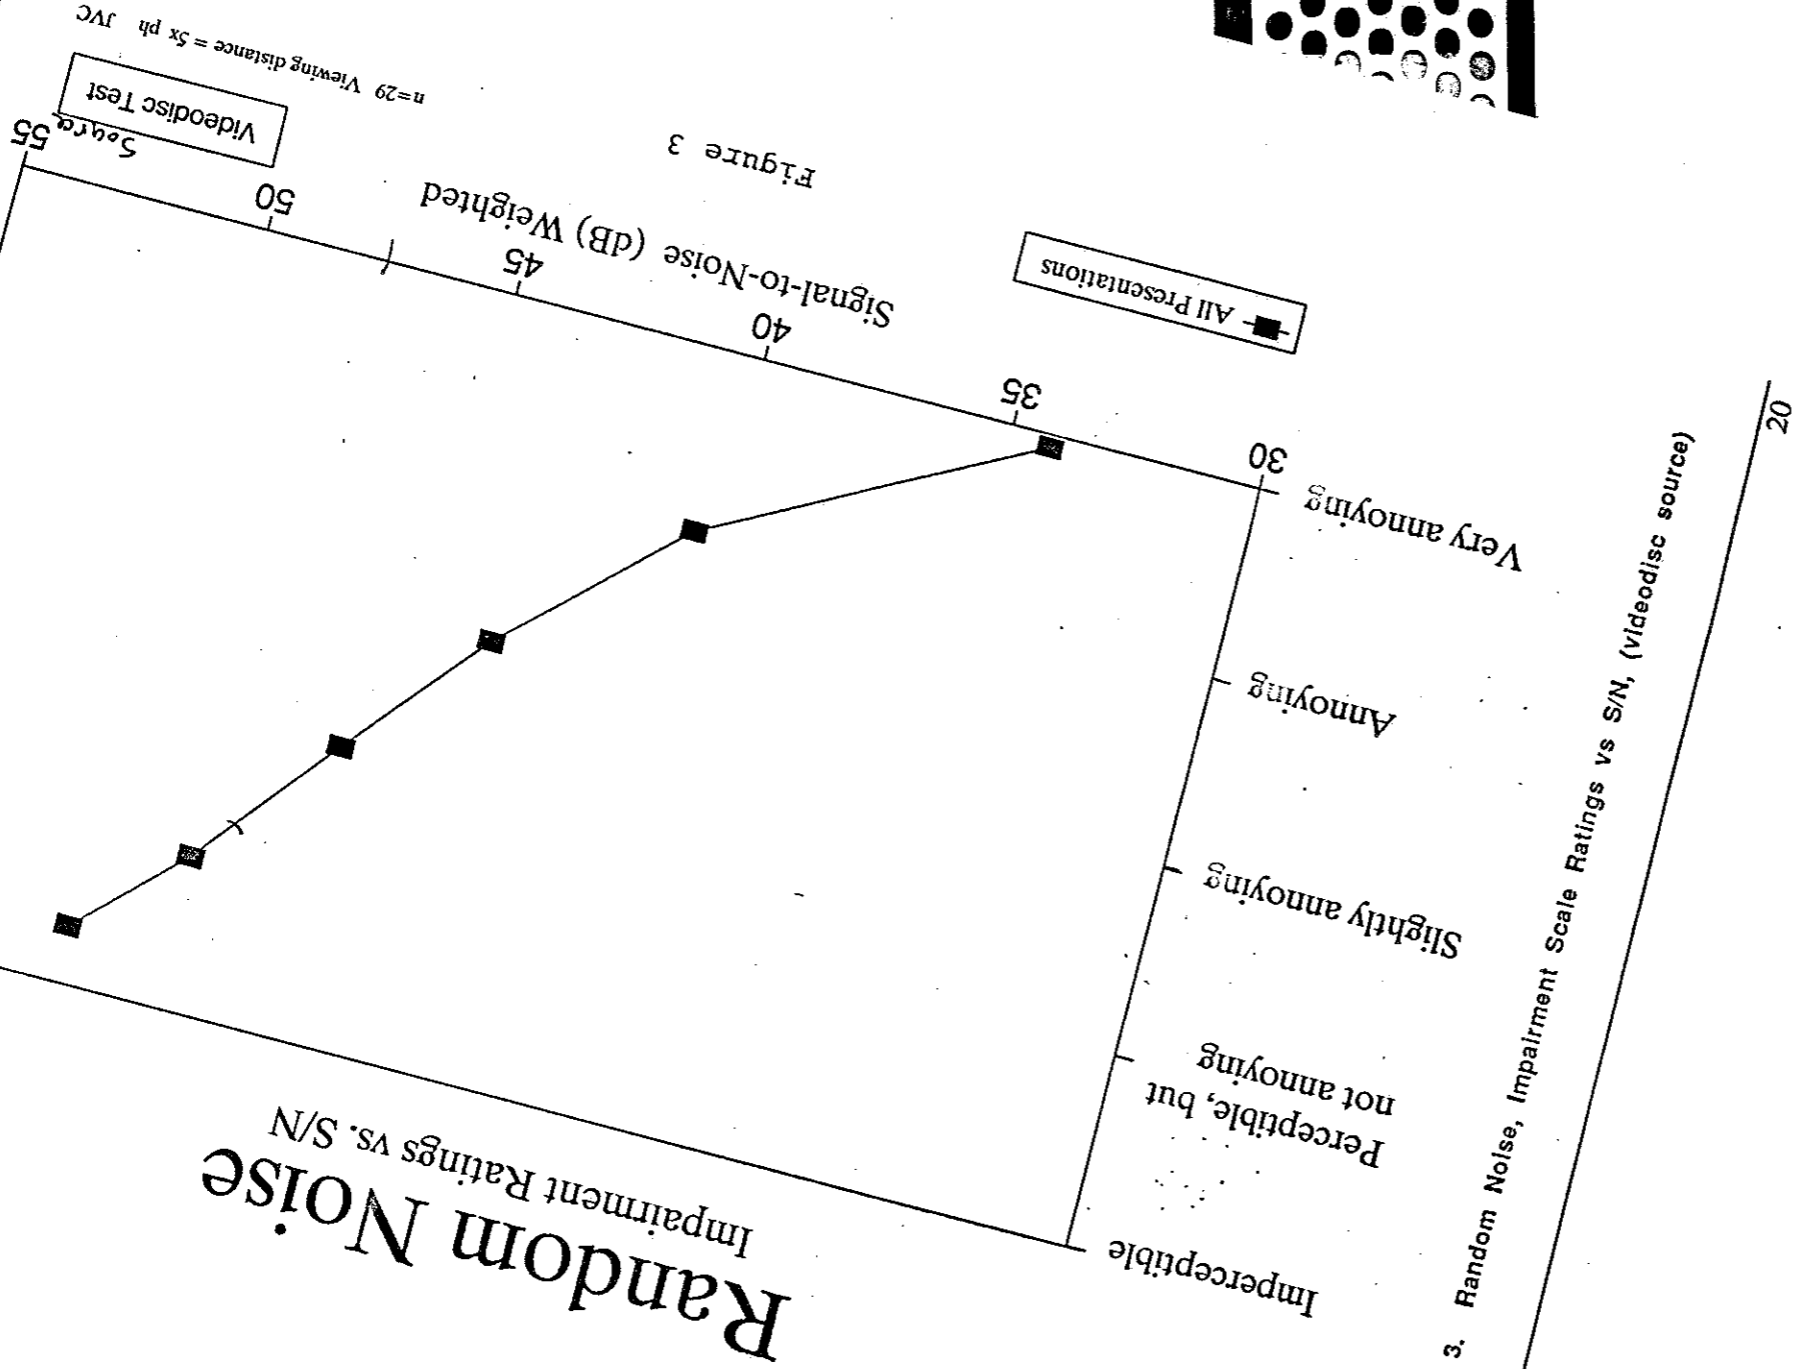 Random Noise
Impairment Ratings vs. S/N
Imperceptible
Perceptible, but
not annoying
Slightly annoying
Annoying
Very annoying
30
35
40
45
50
55
Signal-to-Noise (dB) Weighted
All Presentations
Figure 3
Source
Videodisc Test
n=29 Viewing distance = 5x ph JVC
3. Random Noise, Impairment Scale Ratings vs S/N, (videodisc source)
20